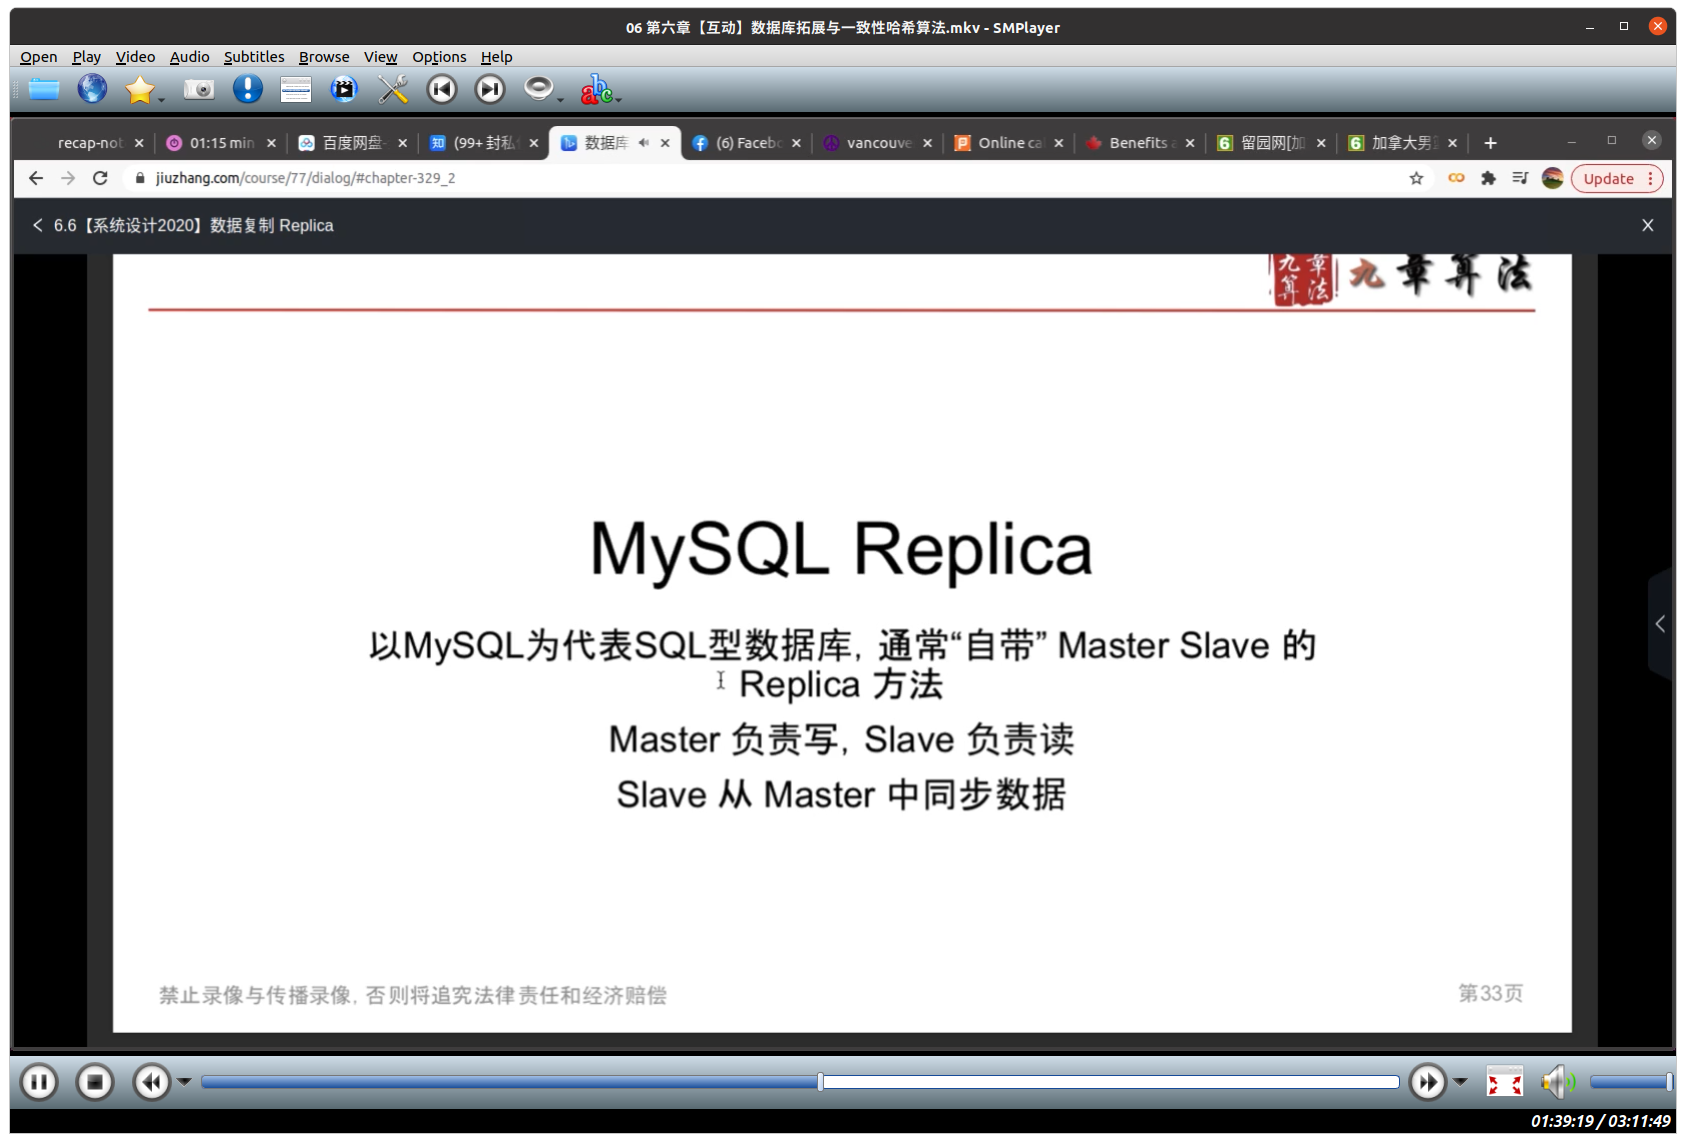 06 第六章【互动】数据库拓展与一致性哈希算法.mkv - SMPlayer
Open Play Video Audio Subtitles Browse View Options Help
abc
recap-not 01:15 min 百度网盘- 知 (99+ 封私 数据库 (6) Facebo vancouve Online ca Benefits a 6 留园网[加 6 加拿大男
jiuzhang.com/course/77/dialog/#chapter-329_2
Update
6.6【系统设计2020】数据复制 Replica
九章算法 九章算法
MySQL Replica
以MySQL为代表SQL型数据库，通常“自带” Master Slave 的
Replica 方法
Master 负责写，Slave 负责读
Slave 从 Master 中同步数据
禁止录像与传播录像，否则将追究法律责任和经济赔偿
第33页
01:39:19 / 03:11:49